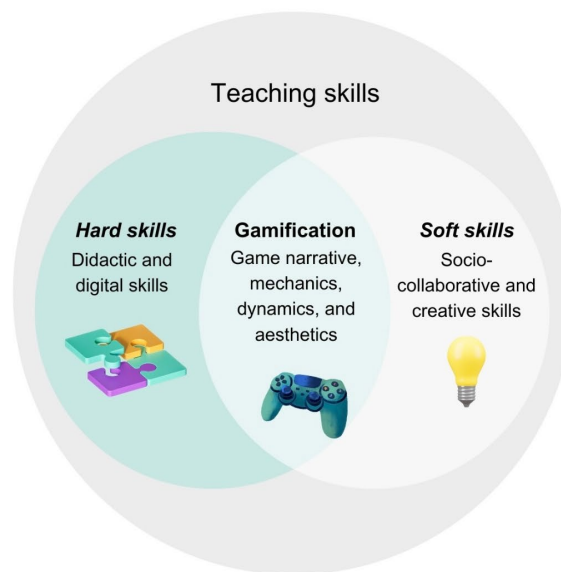 Teaching skills
Hard skills
Didactic and
digital skills
Gamification
Game narrative,
mechanics,
dynamics, and
aesthetics
Soft skills
Socio-
collaborative and
creative skills